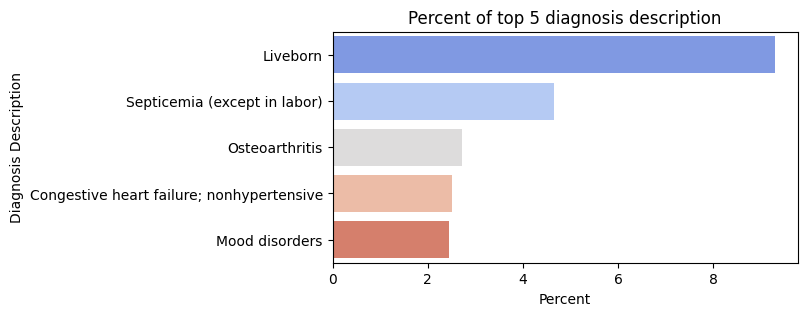 Percent of top 5 diagnosis description
Diagnosis Description
Liveborn
Septicemia (except in labor)
Osteoarthritis
Congestive heart failure; nonhypertensive
Mood disorders
0 2 4 6 8
Percent